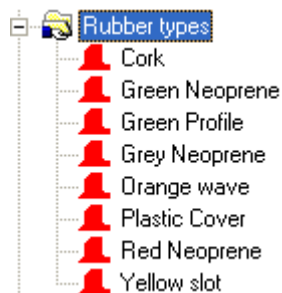 Rubber types
Cork
Green Neoprene
Green Profile
Grey Neoprene
Orange wave
Plastic Cover
Red Neoprene
Yellow slot